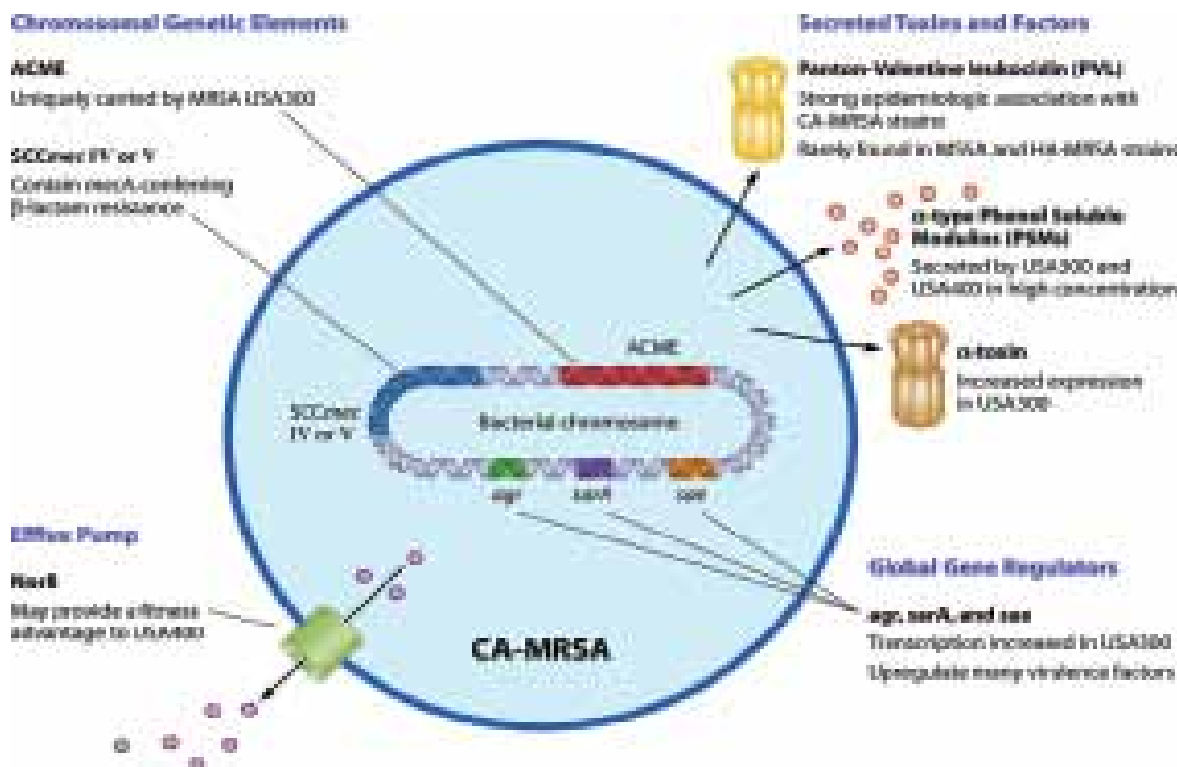 Chromosomal Genetic Elements
ACME
Uniquely carried by MRSA USA300
SCCmec IV or V
Contain mecA conferring
β-lactam resistance
Secreted Toxins and Factors
Panton-Valentine leukocidin (PVL)
Strong epidemiologic association with
CA-MRSA strains
Rarely found in MSSA and HA-MRSA strains
α-type Phenol Soluble
Modulins (PSMs)
Secreted by USA300 and
USA400 in high concentration
α-toxin
Increased expression
in USA300
ACME
SCCmec
IV or V
Bacterial chromosome
agr
sarA
sae
Efflux Pump
NorB
May provide a fitness
advantage to USA400
CA-MRSA
Global Gene Regulators
agr, sarA, and sae
Transcription increased in USA300
Upregulate many virulence factors